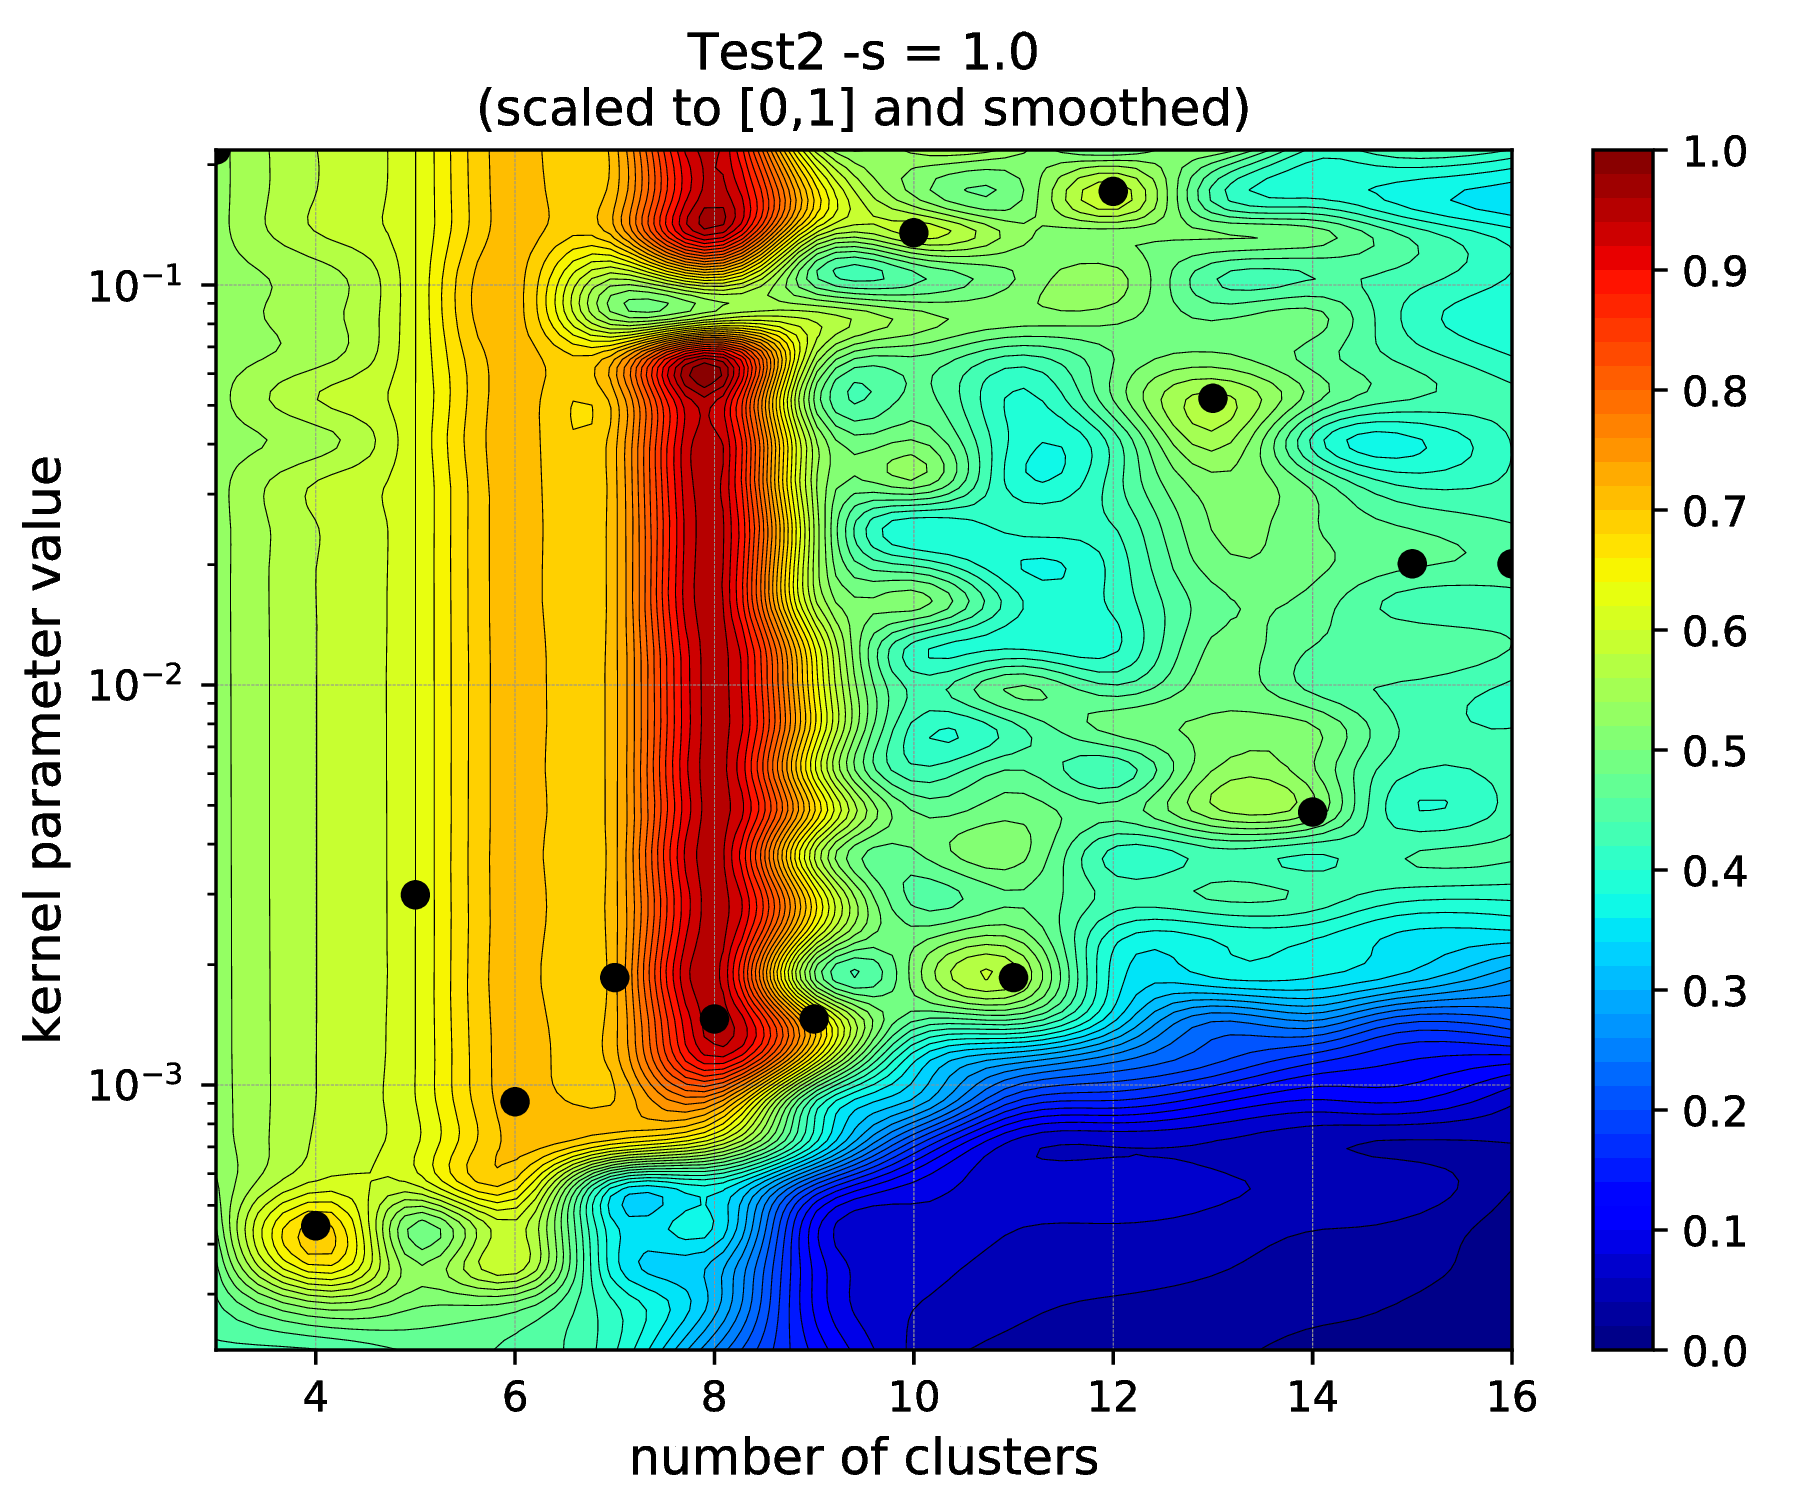 Test2 -s = 1.0
(scaled to [0,1] and smoothed)
kernel parameter value
10⁻¹
10⁻²
10⁻³
4 6 8 10 12 14 16
number of clusters
1.0
0.9
0.8
0.7
0.6
0.5
0.4
0.3
0.2
0.1
0.0